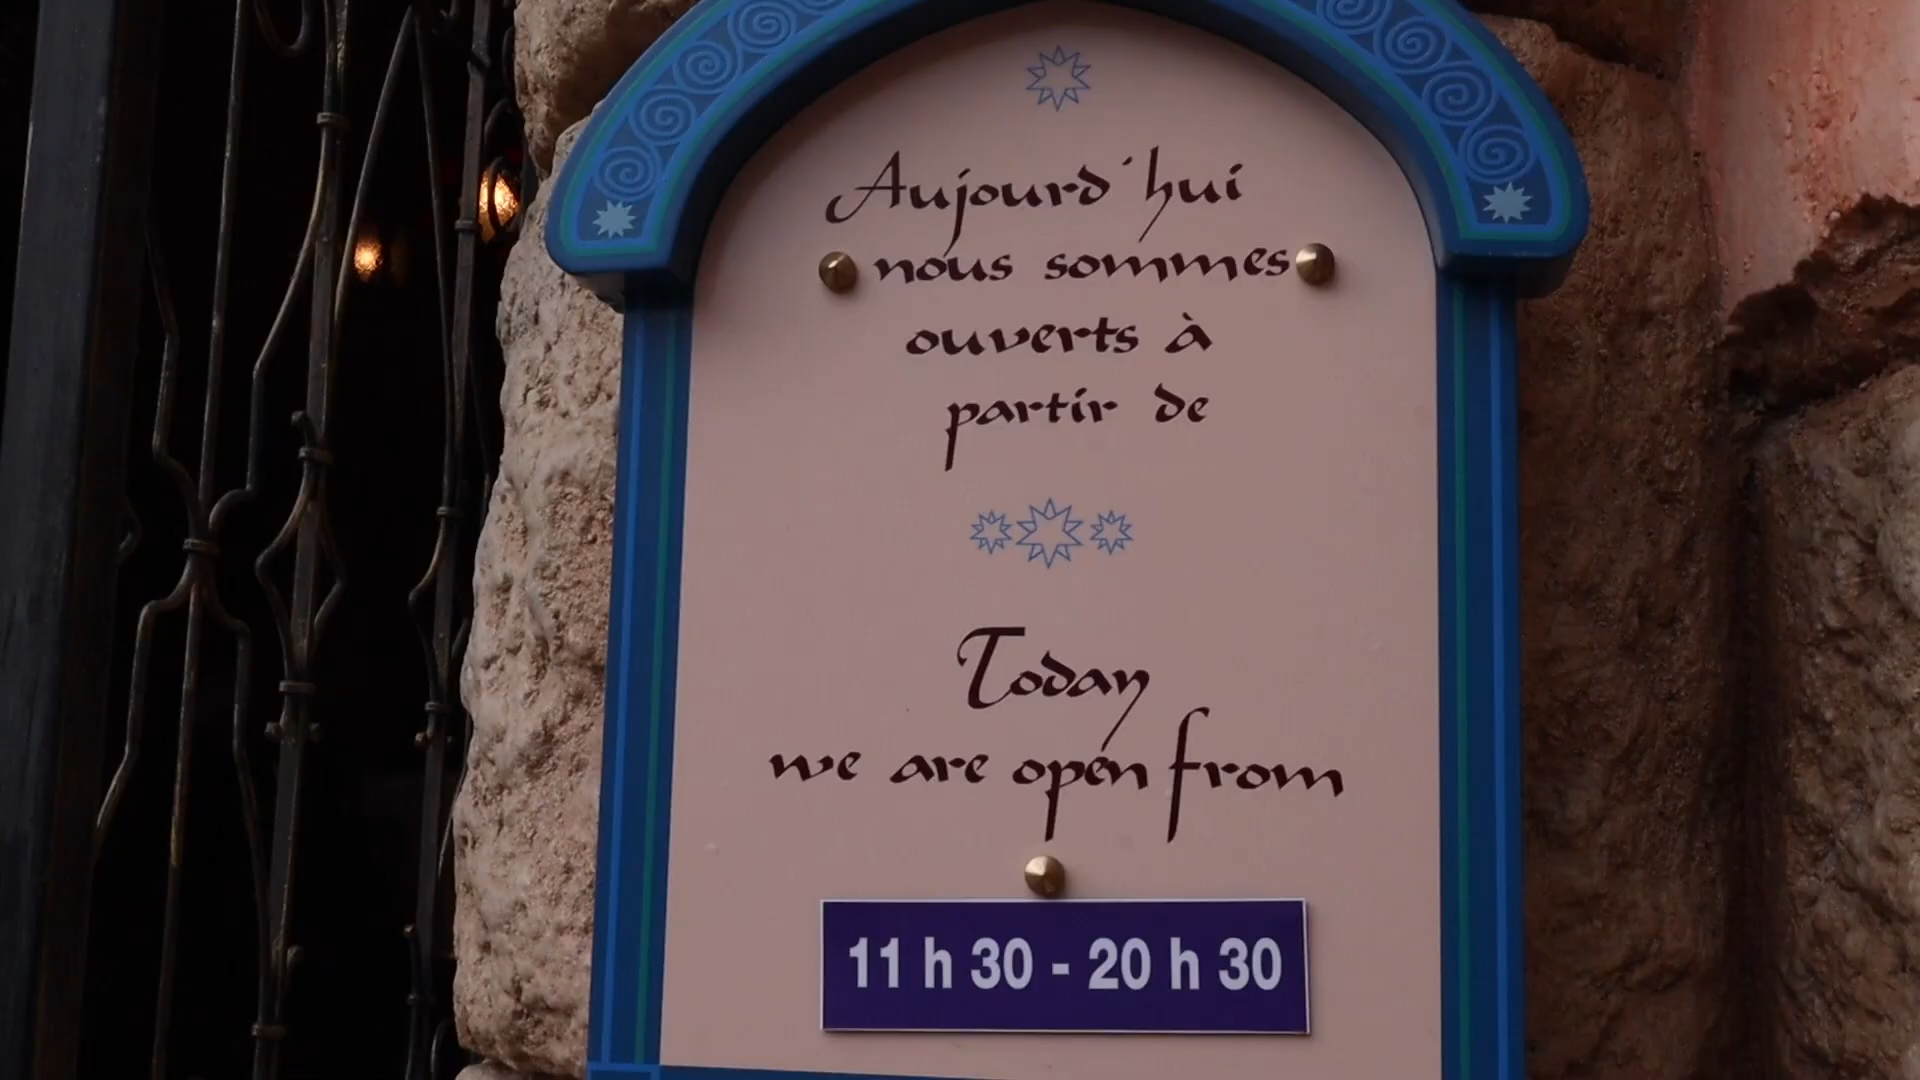 Aujourd'hui
nous sommes
ouverts à
partir de
Today
we are open from
11 h 30 - 20 h 30